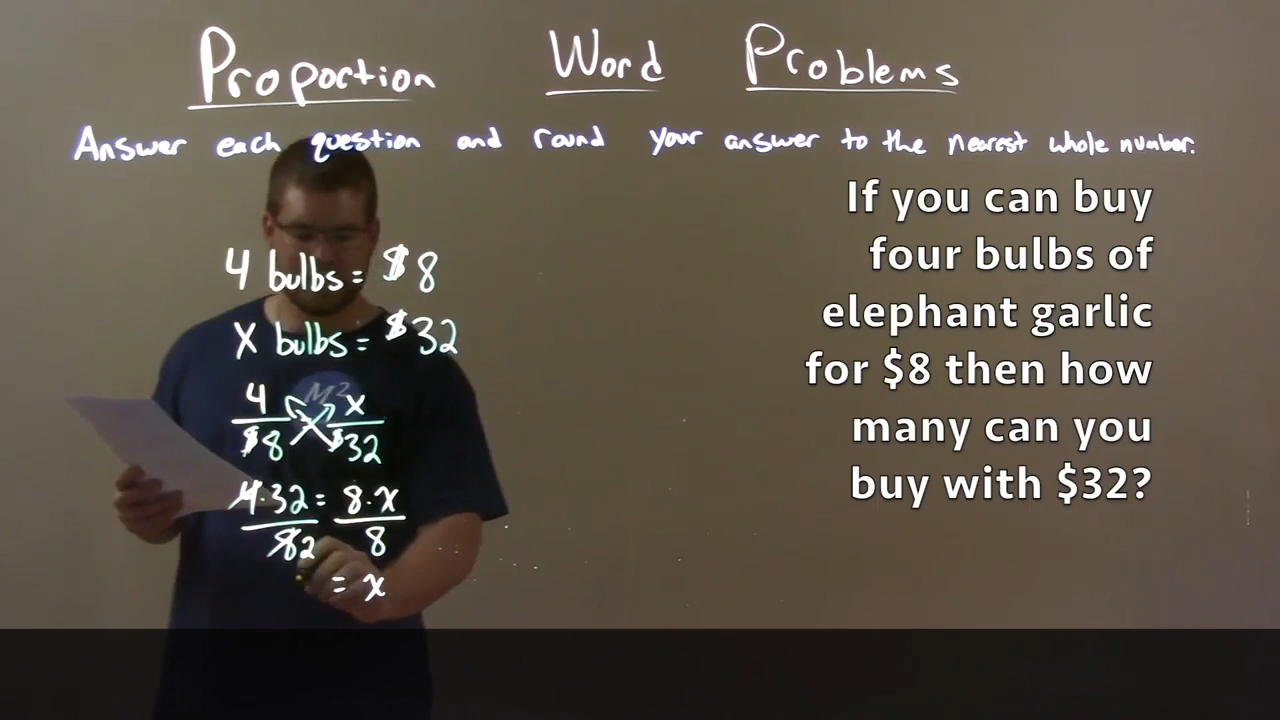 Proportion Word Problems
Answer each question and round your answer to the nearest whole number.
If you can buy
four bulbs of
elephant garlic
for $8 then how
many can you
buy with $32?
4 bulbs = $8
x bulbs = $32
M²
4 x
$8 $32
4·32 = 8·x
82 8
= x